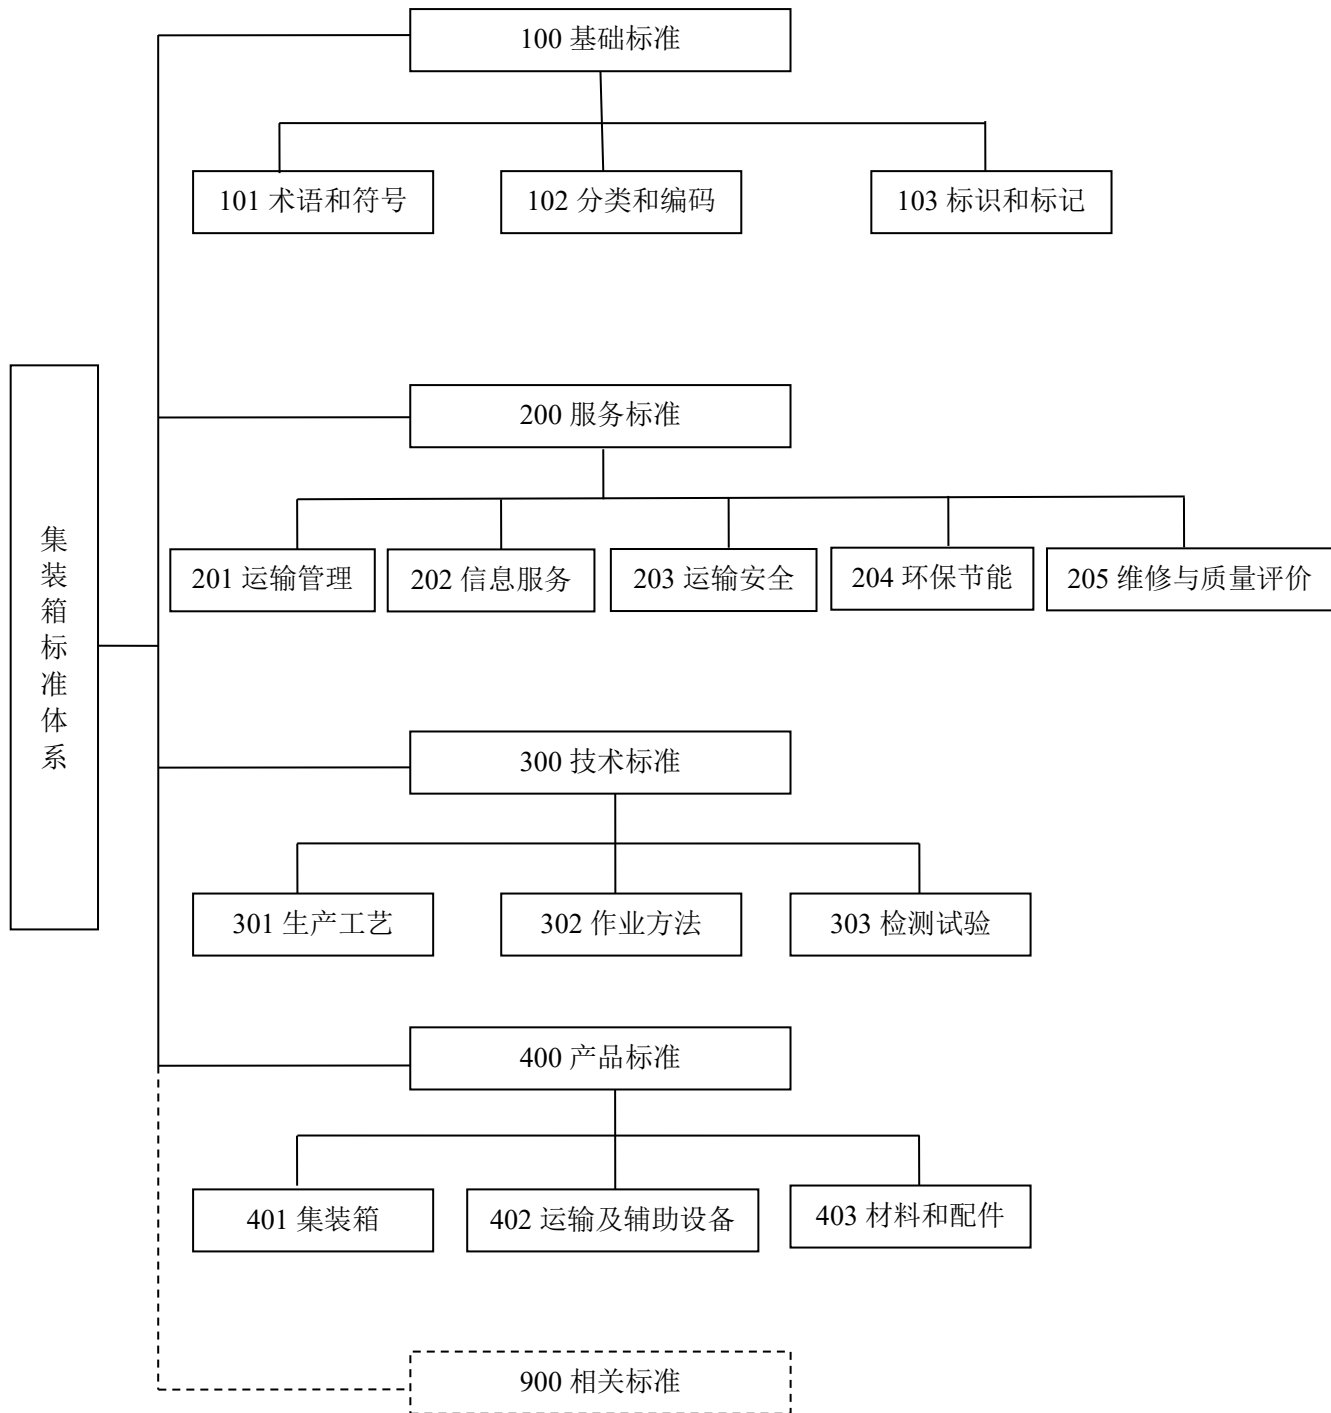 100 基础标准
101 术语和符号
102 分类和编码
103 标识和标记
集装箱标准体系
200 服务标准
201 运输管理
202 信息服务
203 运输安全
204 环保节能
205 维修与质量评价
300 技术标准
301 生产工艺
302 作业方法
303 检测试验
400 产品标准
401 集装箱
402 运输及辅助设备
403 材料和配件
900 相关标准